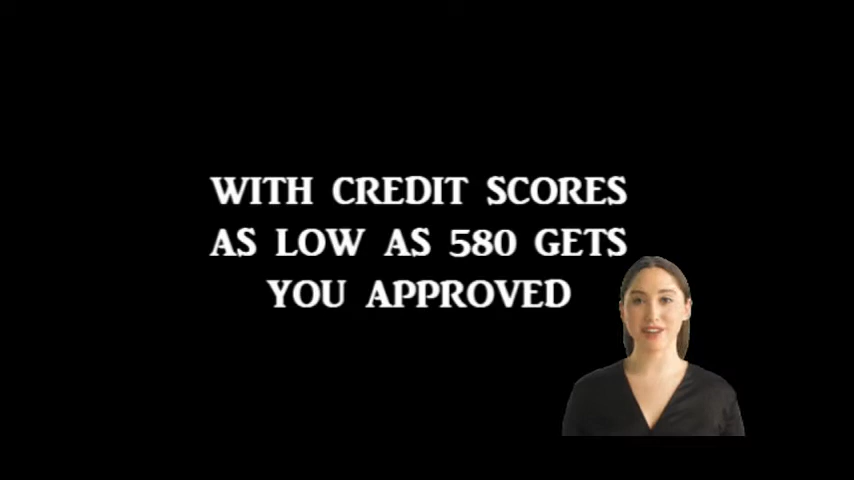 WITH CREDIT SCORES
AS LOW AS 580 GETS
YOU APPROVED